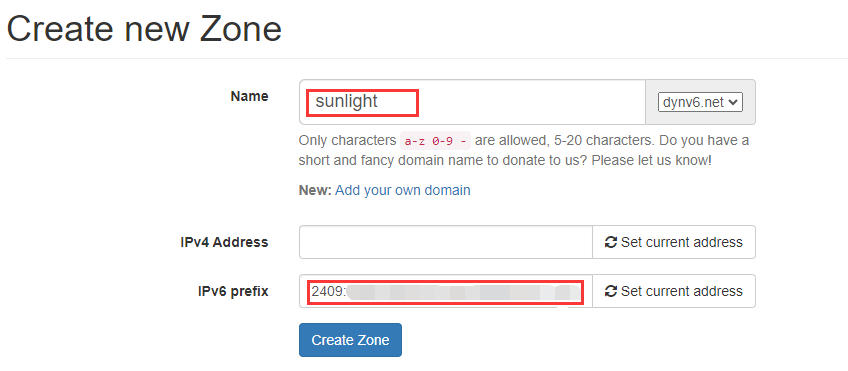 Create new Zone
Name
sunlight
dynv6.net
Only characters a-z 0-9 - are allowed, 5-20 characters. Do you have a
short and fancy domain name to donate to us? Please let us know!
New: Add your own domain
IPv4 Address
Set current address
IPv6 prefix
2409:
Set current address
Create Zone